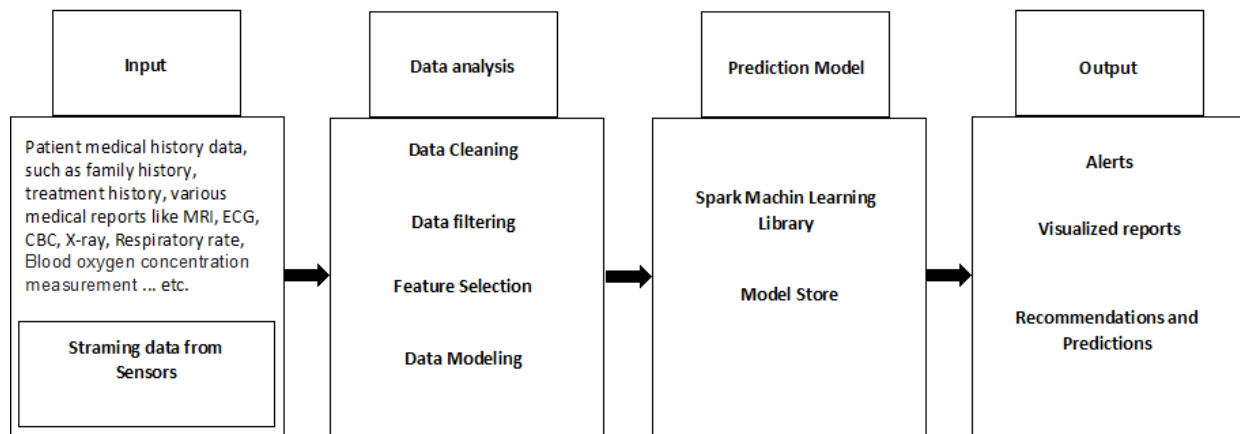 Input
Patient medical history data,
such as family history,
treatment history, various
medical reports like MRI, ECG,
CBC, X-ray, Respiratory rate,
Blood oxygen concentration
measurement ... etc.
Straming data from
Sensors
Data analysis
Data Cleaning
Data filtering
Feature Selection
Data Modeling
Prediction Model
Spark Machin Learning
Library
Model Store
Output
Alerts
Visualized reports
Recommendations and
Predictions